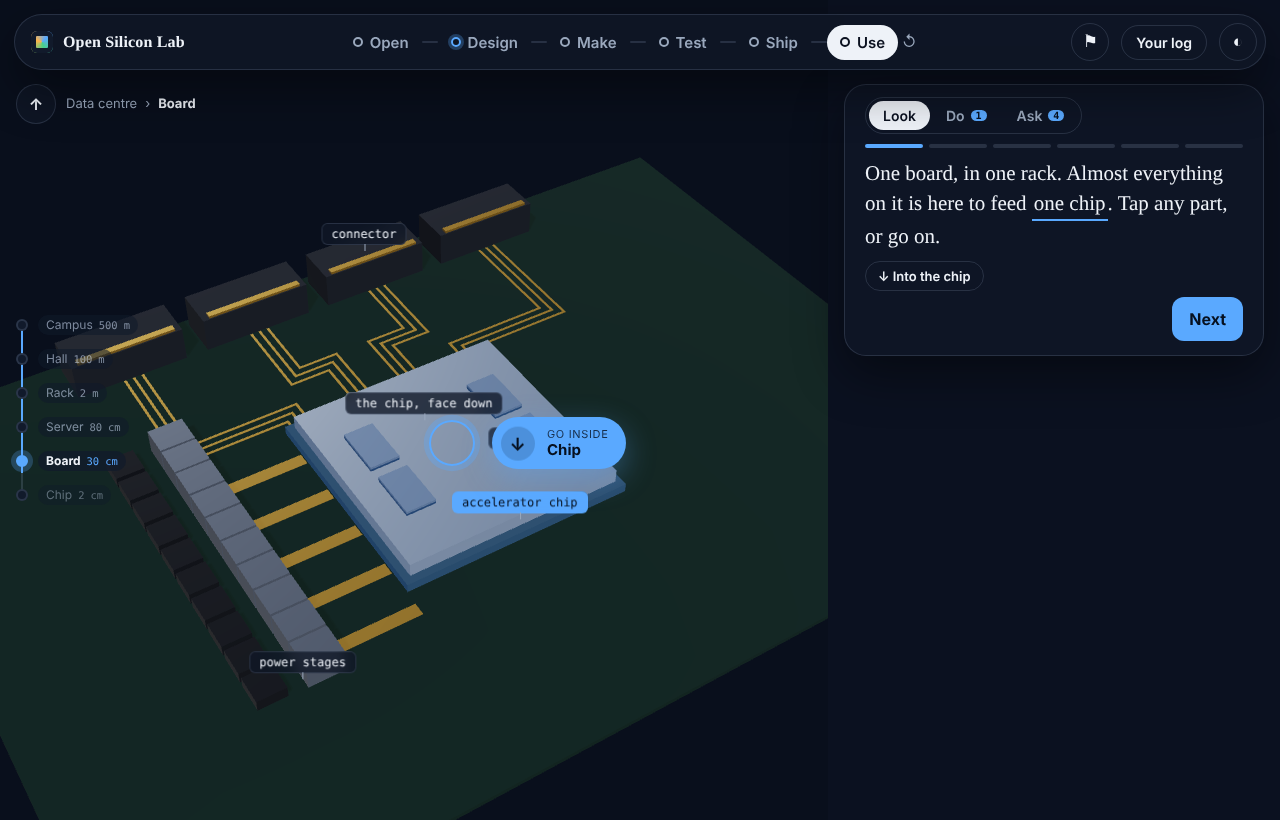 Open Silicon Lab
Open
Design
Make
Test
Ship
Use
Your log
Data centre › Board
Look
Do 1
Ask 4
One board, in one rack. Almost everything
on it is here to feed one chip. Tap any part,
or go on.
↓ Into the chip
Next
connector
Campus 500 m
Hall 100 m
Rack 2 m
Server 80 cm
Board 30 cm
Chip 2 cm
the chip, face down
GO INSIDE
Chip
accelerator chip
power stages